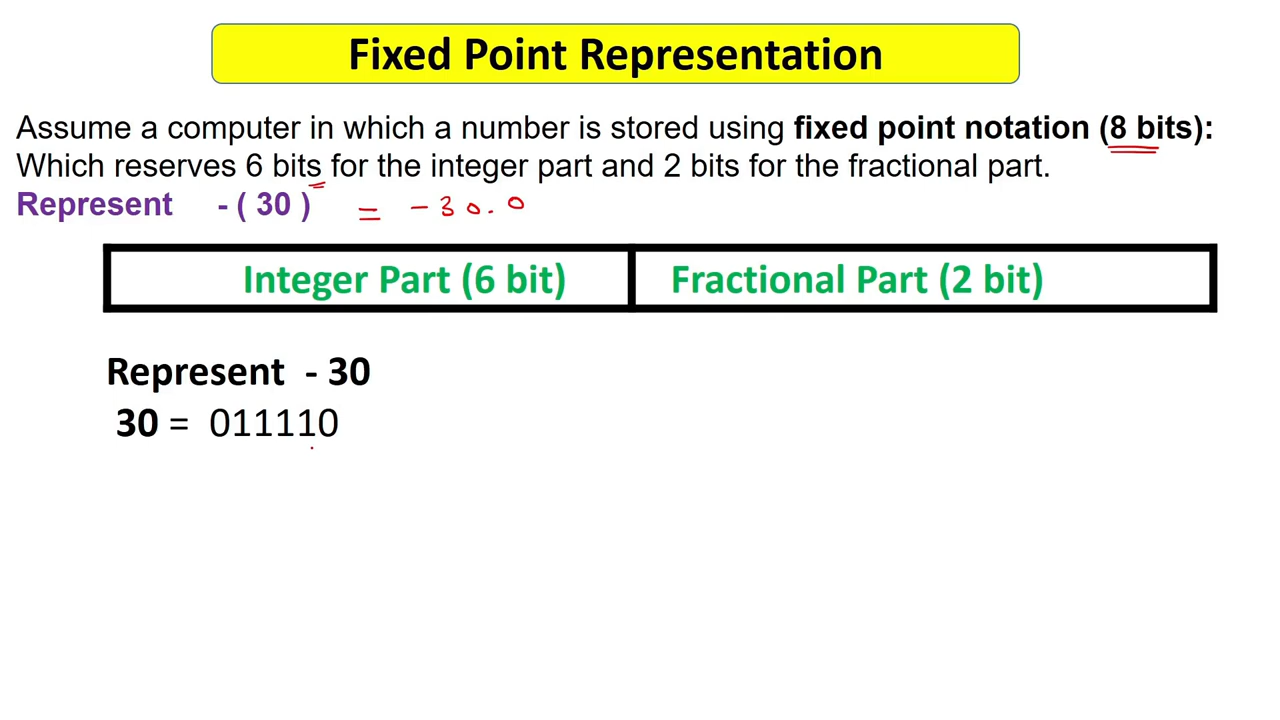 Fixed Point Representation
Assume a computer in which a number is stored using fixed point notation (8 bits):
Which reserves 6 bits for the integer part and 2 bits for the fractional part.
Represent - ( 30 ) = - 30.0
Integer Part (6 bit) Fractional Part (2 bit)
Represent - 30
30 = 011110